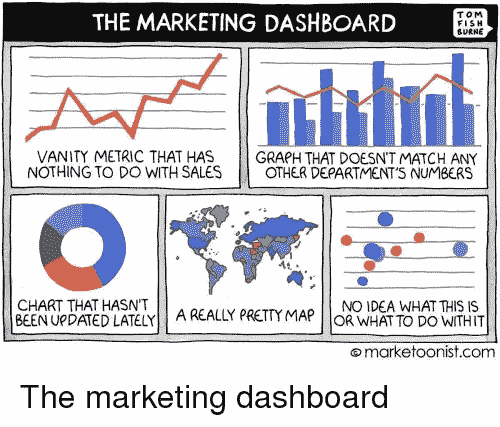 THE MARKETING DASHBOARD
TOM
FISH
BURNE
VANITY METRIC THAT HAS
NOTHING TO DO WITH SALES
GRAPH THAT DOESN'T MATCH ANY
OTHER DEPARTMENT'S NUMBERS
CHART THAT HASN'T
BEEN UPDATED LATELY
A REALLY PRETTY MAP
NO IDEA WHAT THIS IS
OR WHAT TO DO WITH IT
© marketoonist.com
The marketing dashboard